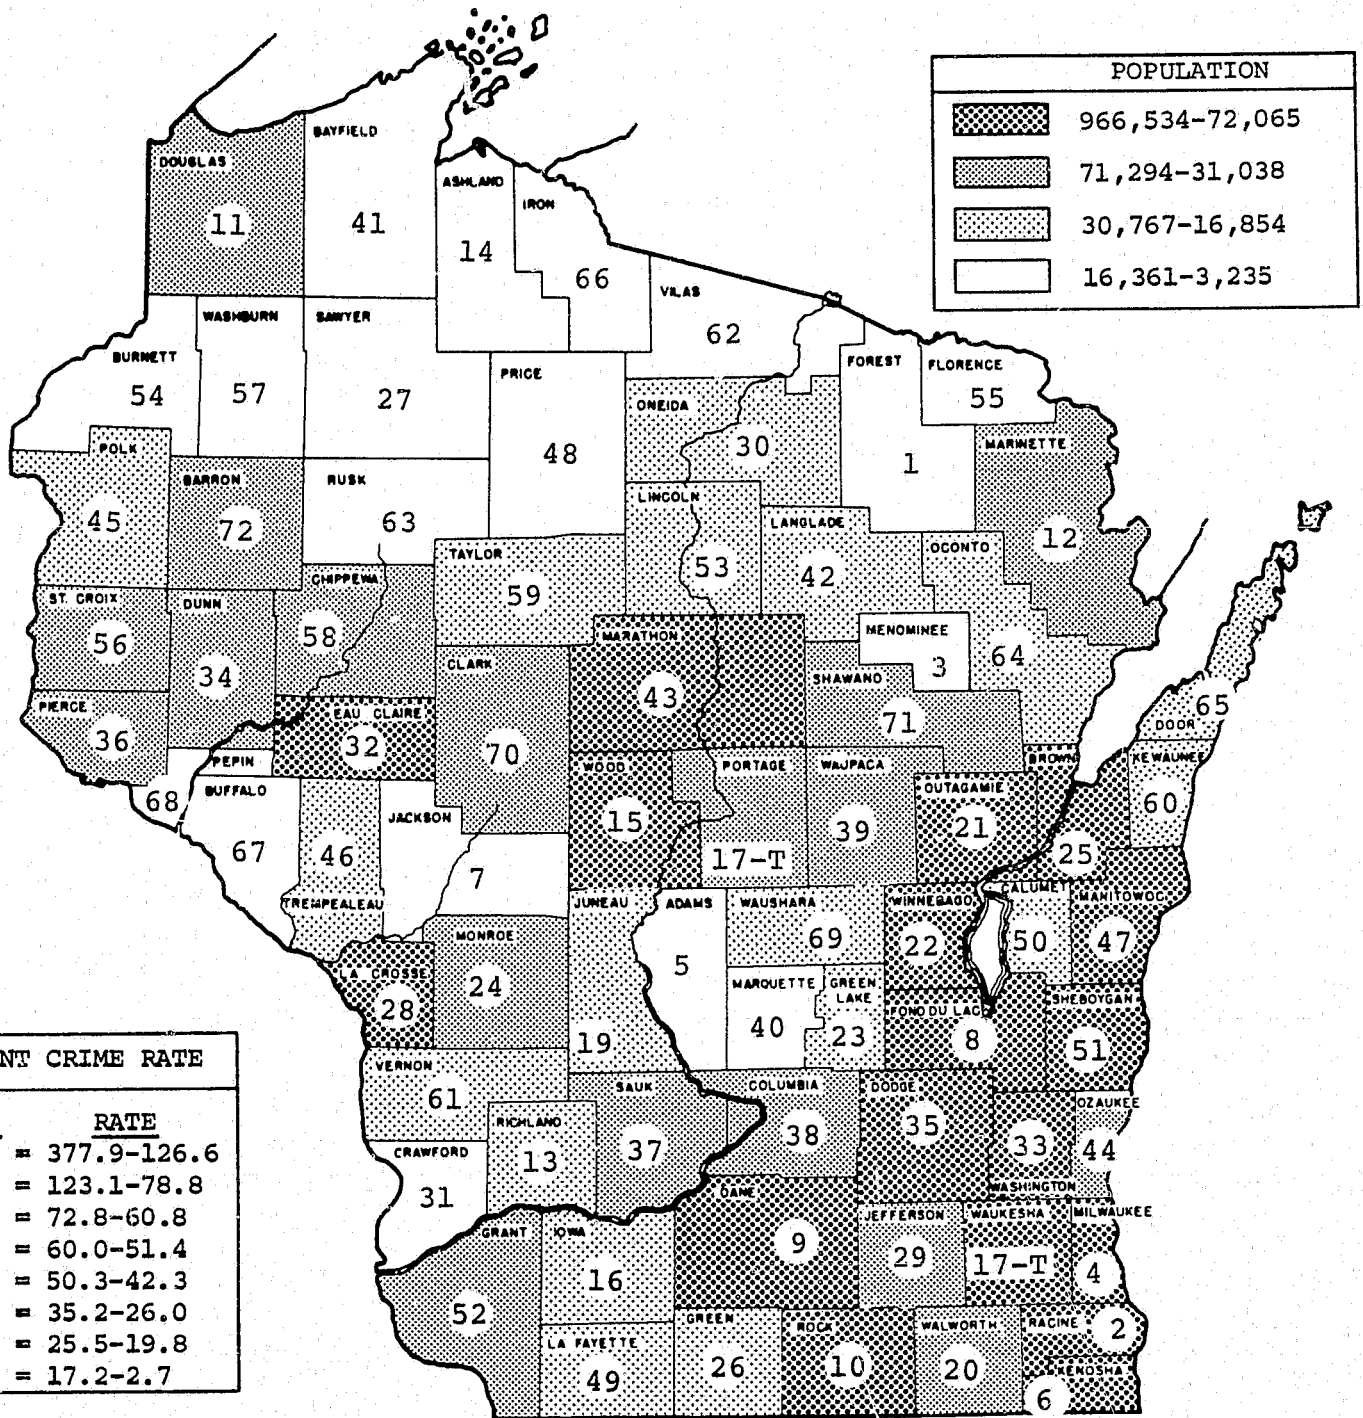 POPULATION
966,534-72,065
71,294-31,038
30,767-16,854
16,361-3,235
DOUGLAS
11
BAYFIELD
41
ASHLAND
14
IRON
66
VILAS
62
BURNETT
54
WASHBURN
57
SAWYER
27
PRICE
48
ONEIDA
30
FOREST
1
FLORENCE
55
MARINETTE
12
POLK
45
BARRON
72
RUSK
63
TAYLOR
59
LINCOLN
53
LANGLADE
42
OCONTO
64
MENOMINEE
3
ST. CROIX
56
DUNN
34
CHIPPEWA
58
CLARK
70
MARATHON
43
SHAWANO
71
DOOR
65
PIERCE
36
PEPIN
68
EAU CLAIRE
32
BUFFALO
67
TREMPEALEAU
46
JACKSON
7
WOOD
15
PORTAGE
17-T
WAUPACA
39
OUTAGAMIE
21
BROWN
25
KEWAUNEE
60
LA CROSSE
28
MONROE
24
JUNEAU
19
ADAMS
5
WAUSHARA
69
WINNEBAGO
22
CALUMET
50
MANITOWOC
47
MARQUETTE
40
GREEN
LAKE
23
FOND DU LAC
8
SHEBOYGAN
51
VERNON
61
RICHLAND
13
SAUK
37
COLUMBIA
38
DODGE
35
WASHINGTON
33
OZAUKEE
44
CRAWFORD
31
GRANT
52
IOWA
16
DANE
9
JEFFERSON
29
WAUKESHA
17-T
MILWAUKEE
4
LA FAYETTE
49
GREEN
26
ROCK
10
WALWORTH
20
RACINE
2
KENOSHA
6
NT CRIME RATE
RATE
= 377.9-126.6
= 123.1-78.8
= 72.8-60.8
= 60.0-51.4
= 50.3-42.3
= 35.2-26.0
= 25.5-19.8
= 17.2-2.7